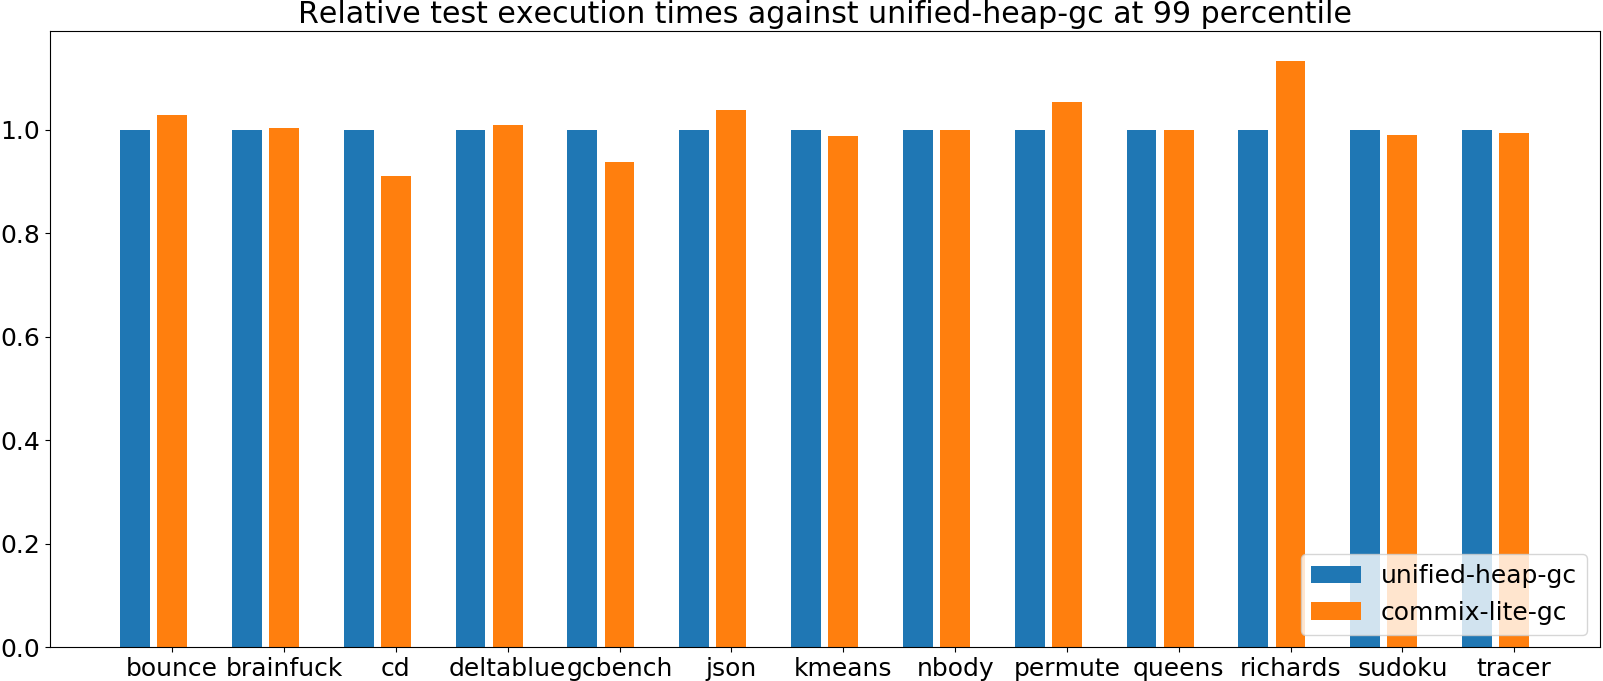 Relative test execution times against unified-heap-gc at 99 percentile
1.0
0.8
0.6
0.4
0.2
0.0
bounce brainfuck cd deltablue gcbench json kmeans nbody permute queens richards sudoku tracer
unified-heap-gc
commix-lite-gc